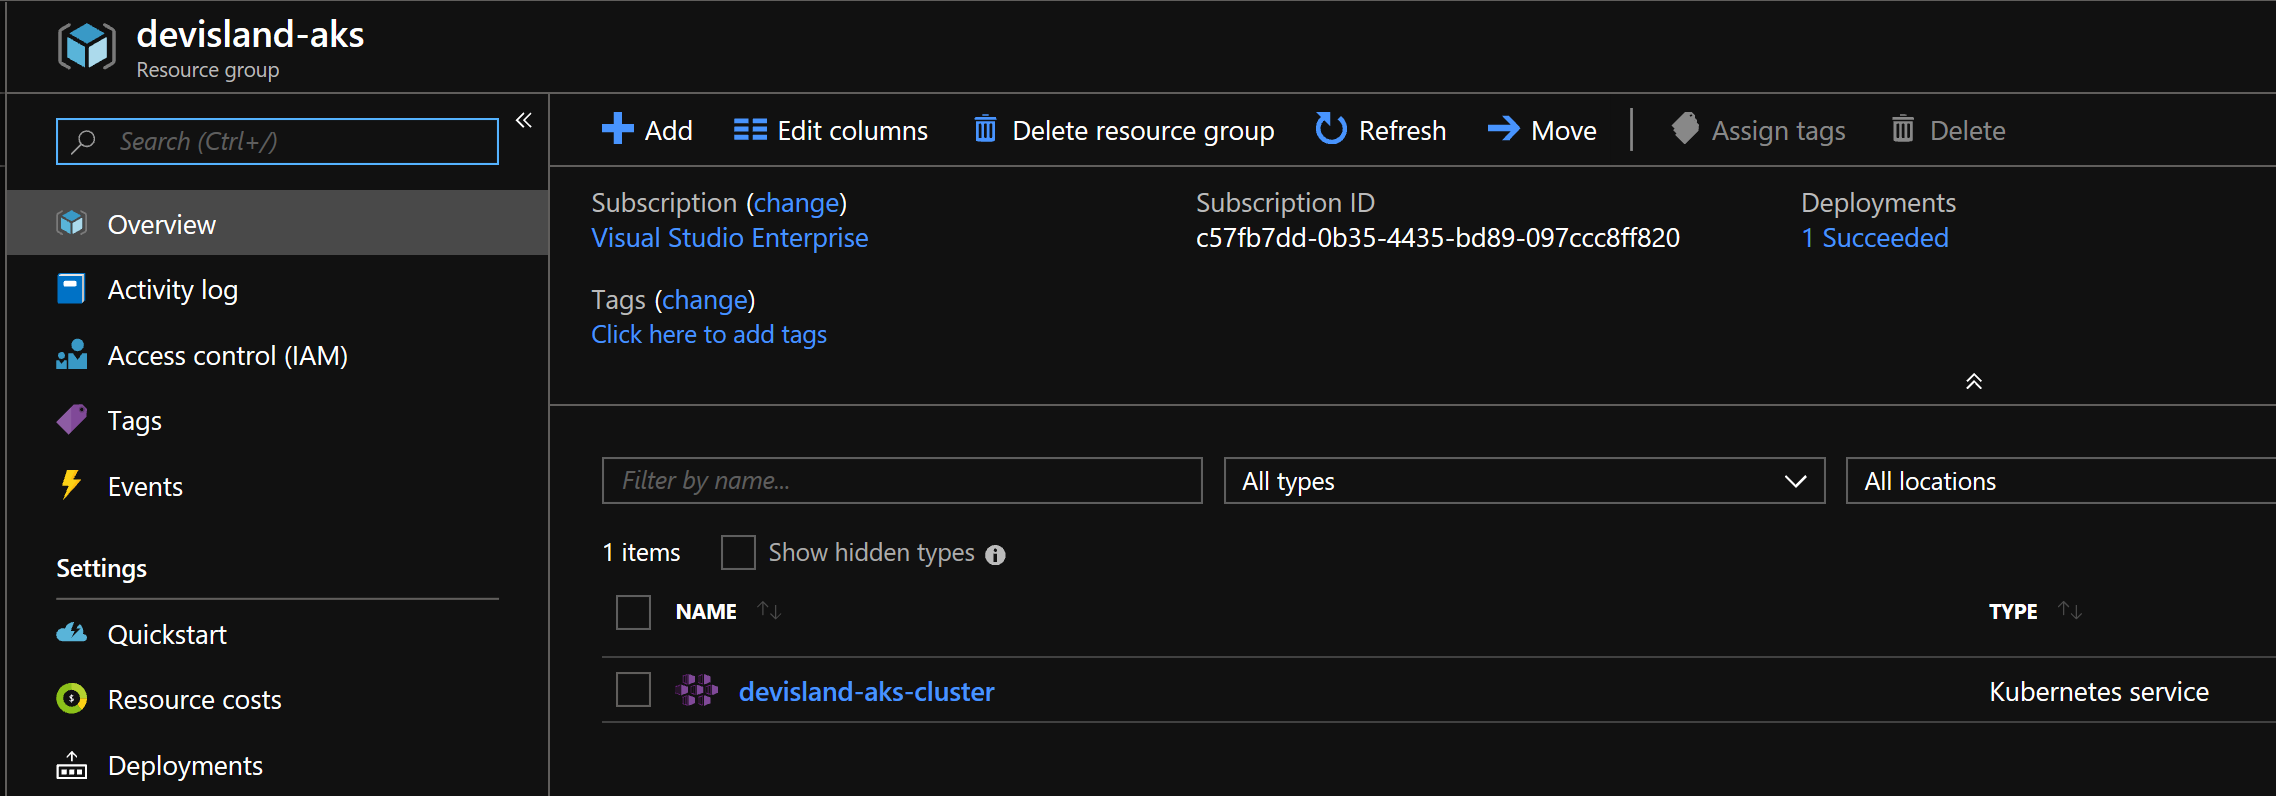 devisland-aks
Resource group
Search (Ctrl+/)
Overview
Activity log
Access control (IAM)
Tags
Events
Settings
Quickstart
Resource costs
Deployments
Add Edit columns Delete resource group Refresh Move Assign tags Delete
Subscription (change)
Visual Studio Enterprise
Subscription ID
c57fb7dd-0b35-4435-bd89-097ccc8ff820
Deployments
1 Succeeded
Tags (change)
Click here to add tags
Filter by name... All types All locations
1 items Show hidden types
NAME TYPE
devisland-aks-cluster Kubernetes service